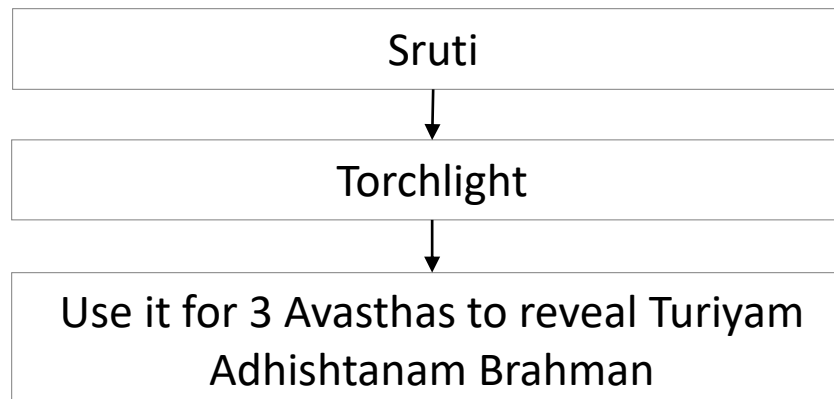 Sruti
Torchlight
Use it for 3 Avasthas to reveal Turiyam
Adhishtanam Brahman